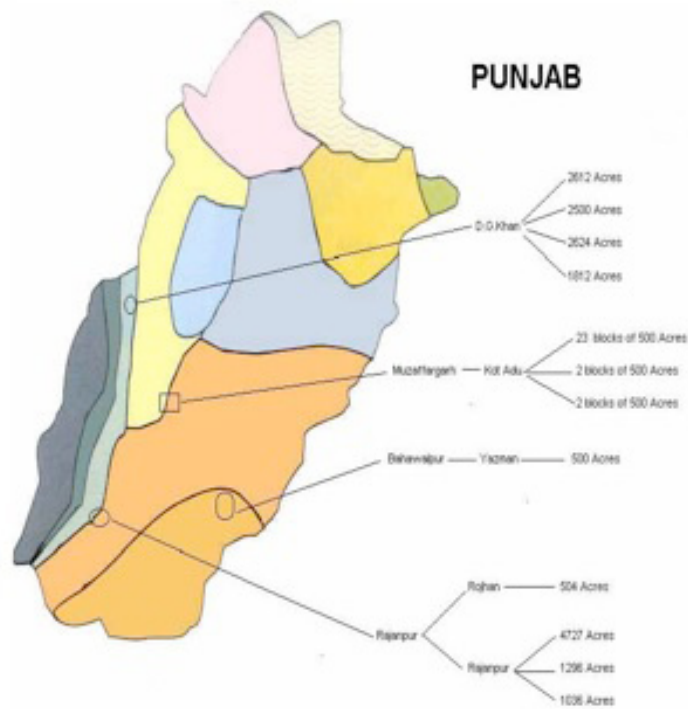 PUNJAB
2612 Acres
2500 Acres
D.G.Khan
2624 Acres
1812 Acres
23 blocks of 500 Acres
Muzaffargarh
Kot Adu
2 blocks of 500 Acres
2 blocks of 500 Acres
Bahawalpur
Yazman
500 Acres
Rojhan
504 Acres
Rajanpur
4727 Acres
Rajanpur
1296 Acres
1036 Acres